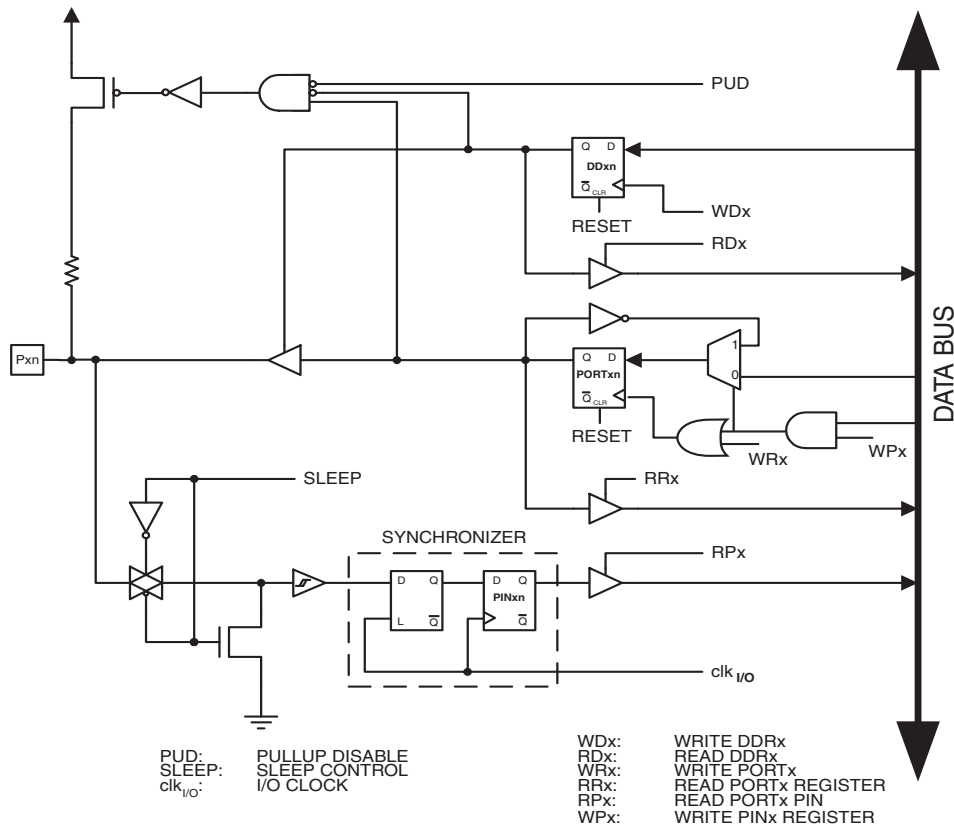 PUD
Q D
DDxn
Q CLR
WDx
RESET
RDx
Pxn
1
Q D
PORTxn
0
Q CLR
RESET
WRx
WPx
DATA BUS
SLEEP
RRx
SYNCHRONIZER
RPx
D Q
D Q
PINxn
L Q
Q
clk I/O
PUD: PULLUP DISABLE
SLEEP: SLEEP CONTROL
clkI/O: I/O CLOCK
WDx: WRITE DDRx
RDx: READ DDRx
WRx: WRITE PORTx
RRx: READ PORTx REGISTER
RPx: READ PORTx PIN
WPx: WRITE PINx REGISTER